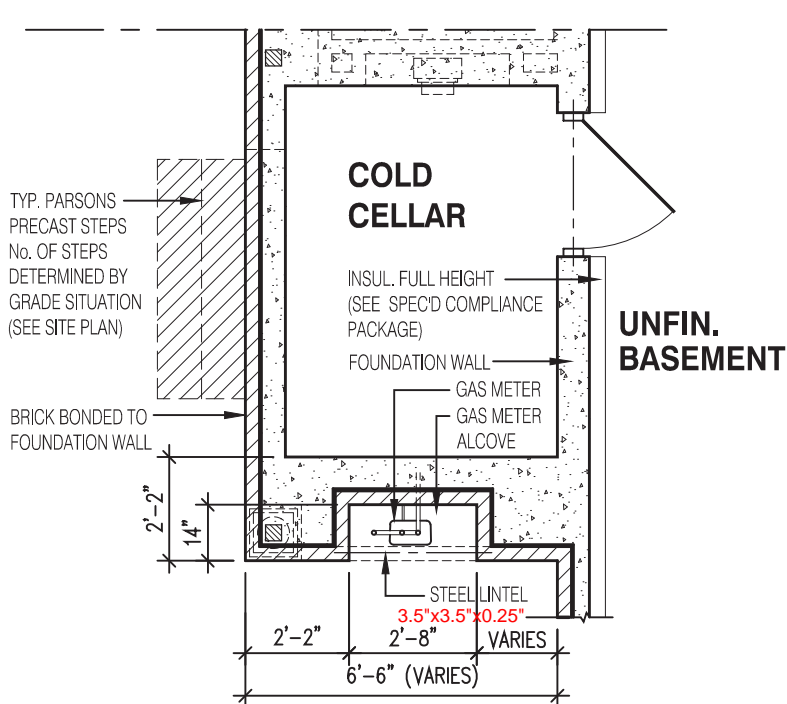 COLD
CELLAR
TYP. PARSONS
PRECAST STEPS
No. OF STEPS
DETERMINED BY
GRADE SITUATION
(SEE SITE PLAN)
INSUL. FULL HEIGHT
(SEE SPEC'D COMPLIANCE
PACKAGE)
UNFIN.
BASEMENT
FOUNDATION WALL
GAS METER
GAS METER
ALCOVE
BRICK BONDED TO
FOUNDATION WALL
2'-2"
14"
STEEL LINTEL
3.5"x3.5"x0.25"
2'-2"
2'-8"
VARIES
6'-6" (VARIES)